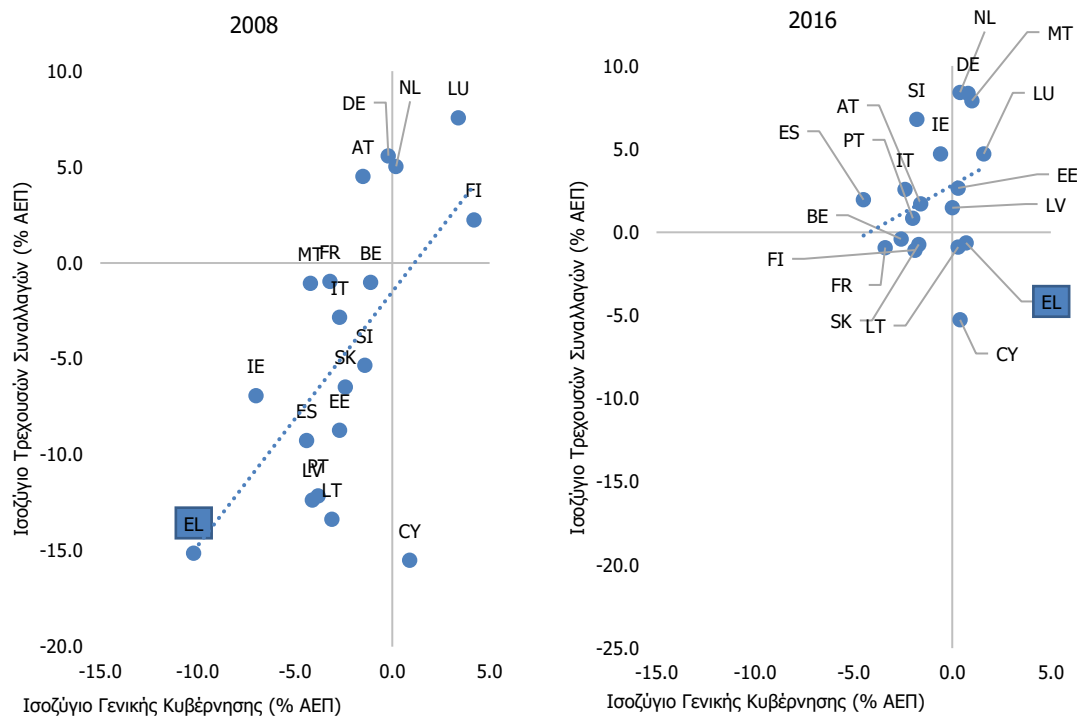 2008
10.0
5.0
0.0
-5.0
-10.0
-15.0
-20.0
-15.0
-10.0
-5.0
0.0
5.0
Ισοζύγιο Τρεχουσών Συναλλαγών (% ΑΕΠ)
Ισοζύγιο Γενικής Κυβέρνησης (% ΑΕΠ)
DE
NL
LU
AT
FI
MT
FR
BE
IT
SI
SK
IE
EE
ES
LV
PT
LT
EL
CY
2016
10.0
5.0
0.0
-5.0
-10.0
-15.0
-20.0
-25.0
-15.0
-10.0
-5.0
0.0
5.0
Ισοζύγιο Τρεχουσών Συναλλαγών (% ΑΕΠ)
Ισοζύγιο Γενικής Κυβέρνησης (% ΑΕΠ)
NL
MT
DE
SI
LU
AT
IE
ES
PT
IT
EE
LV
BE
FI
FR
SK
LT
EL
CY